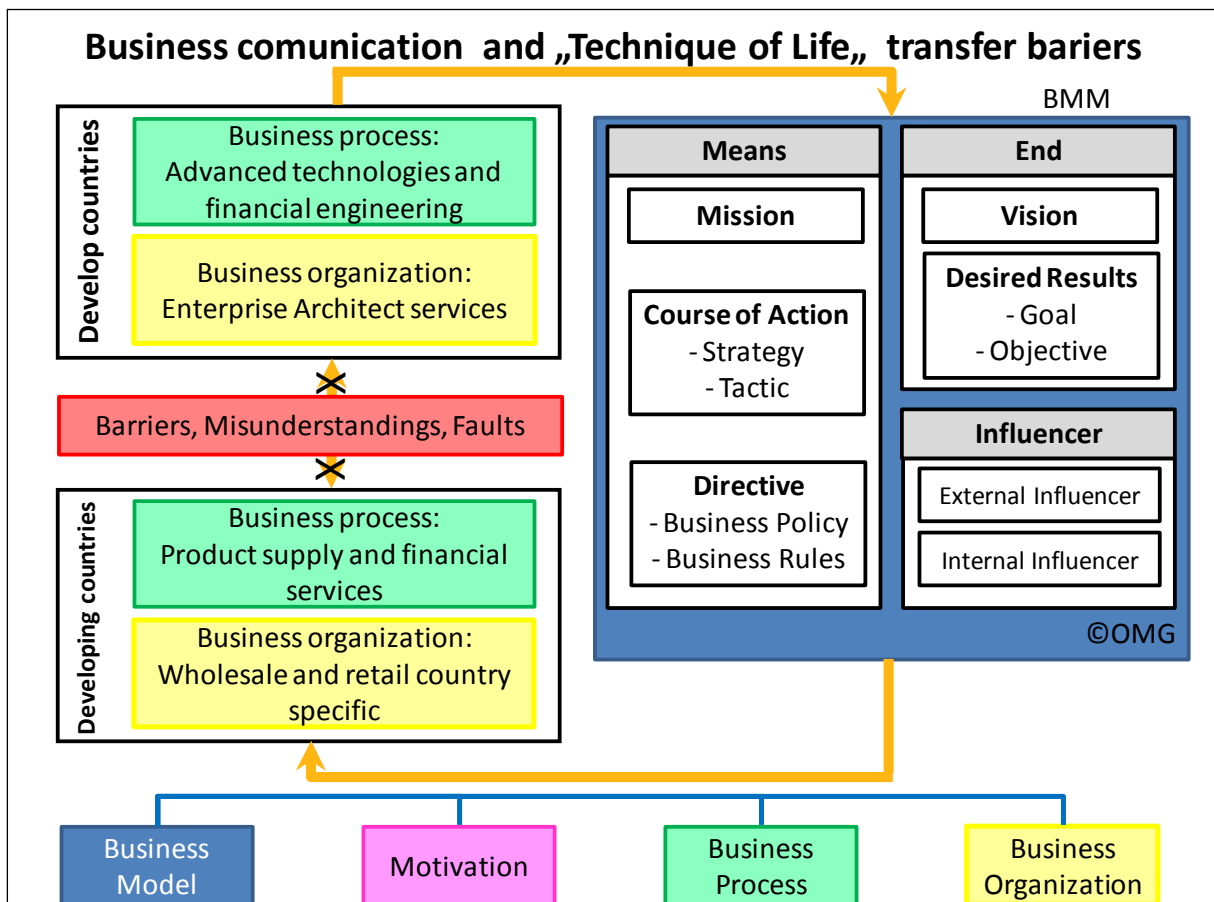 Business comunication and „Technique of Life„ transfer bariers
Develop countries
Business process:
Advanced technologies and
financial engineering
Business organization:
Enterprise Architect services
Barriers, Misunderstandings, Faults
Developing countries
Business process:
Product supply and financial
services
Business organization:
Wholesale and retail country
specific
BMM
Means
Mission
Course of Action
- Strategy
- Tactic
Directive
- Business Policy
- Business Rules
End
Vision
Desired Results
- Goal
- Objective
Influencer
External Influencer
Internal Influencer
©OMG
Business
Model
Motivation
Business
Process
Business
Organization